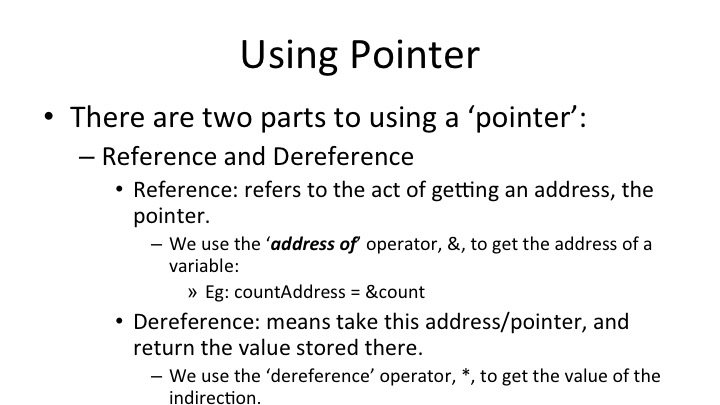 Using Pointer
• There are two parts to using a ‘pointer’:
– Reference and Dereference
• Reference: refers to the act of getting an address, the
pointer.
– We use the ‘address of’ operator, &, to get the address of a
variable:
» Eg: countAddress = &count
• Dereference: means take this address/pointer, and
return the value stored there.
– We use the ‘dereference’ operator, *, to get the value of the
indirection.